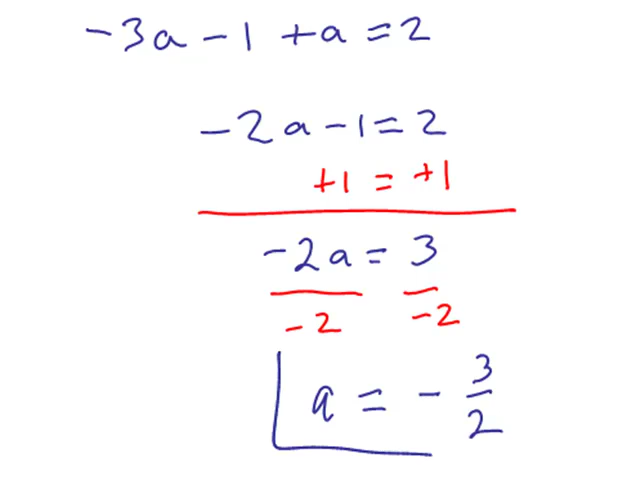 -3a - 1 + a = 2
-2a - 1 = 2
+1 = +1
-2a = 3
-2 -2
a = - 3/2